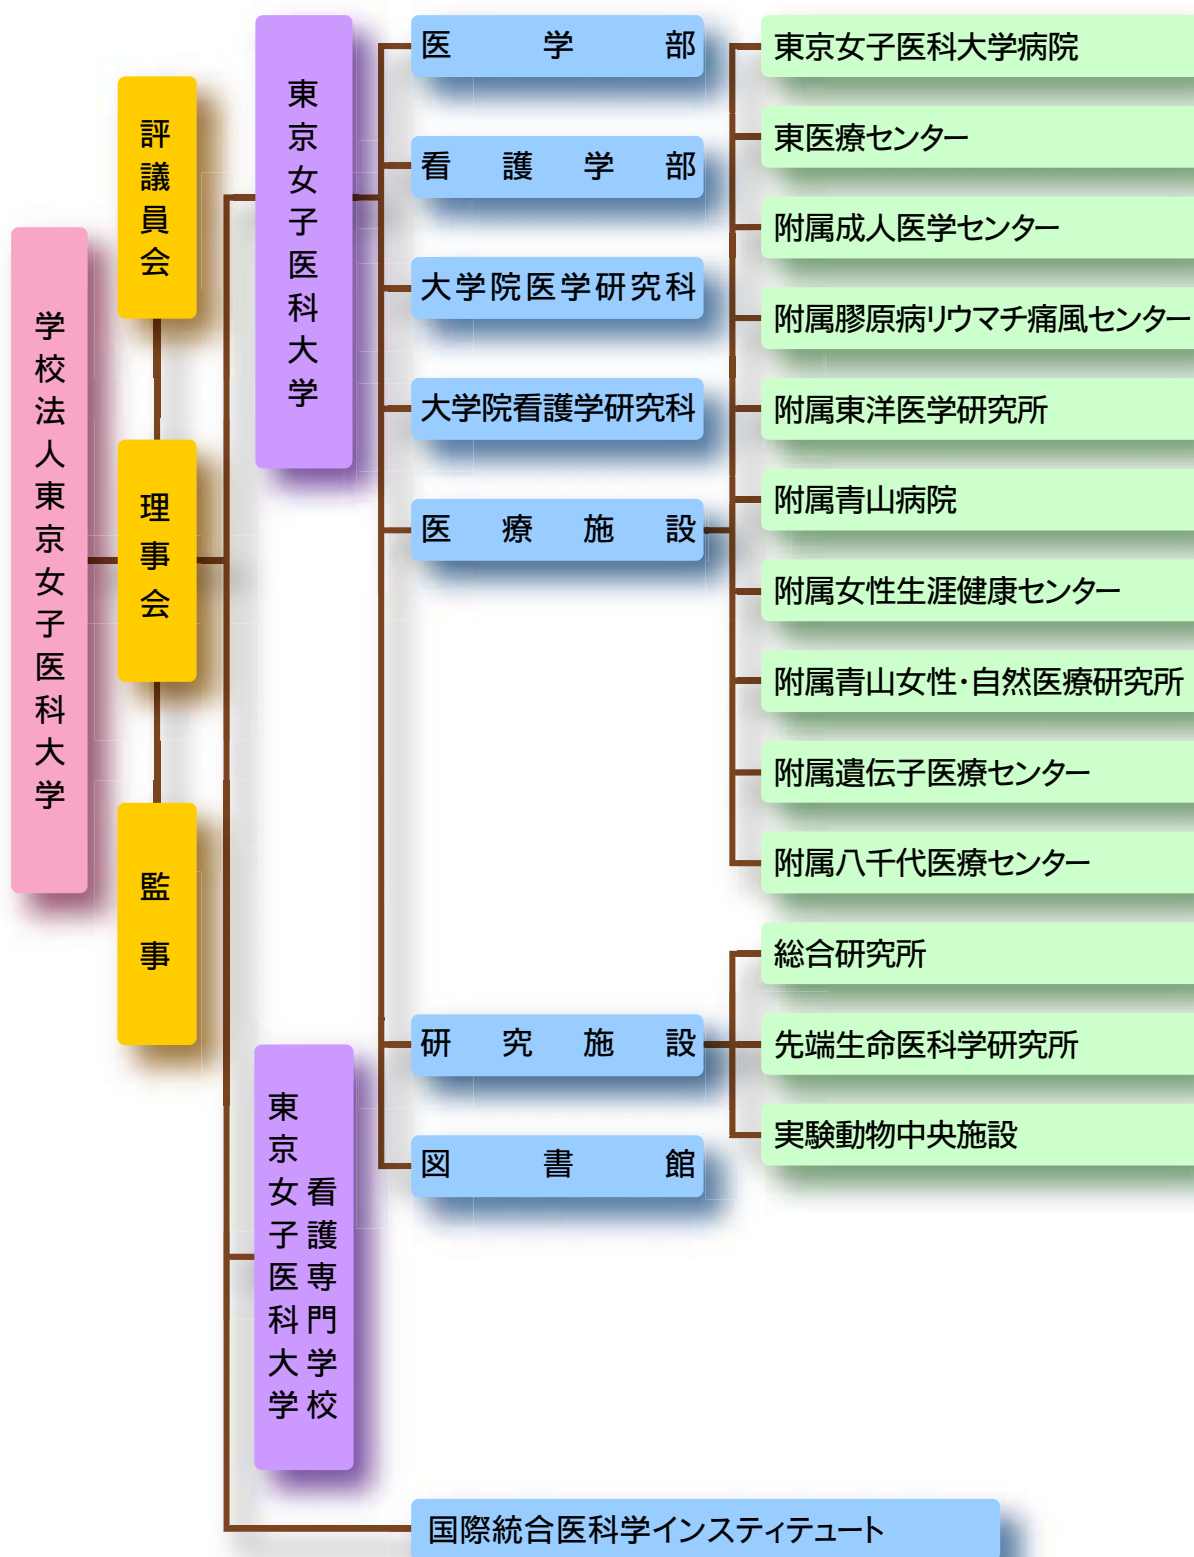 学校法人東京女子医科大学
評議員会
理事会
監事
東京女子医科大学
医学部
看護学部
大学院医学研究科
大学院看護学研究科
医療施設
東京女子医科大学病院
東医療センター
附属成人医学センター
附属膠原病リウマチ痛風センター
附属東洋医学研究所
附属青山病院
附属女性生涯健康センター
附属青山女性・自然医療研究所
附属遺伝子医療センター
附属八千代医療センター
研究施設
総合研究所
先端生命医科学研究所
実験動物中央施設
図書館
東京女子医科大学
看護専門学校
国際統合医科学インスティテュート